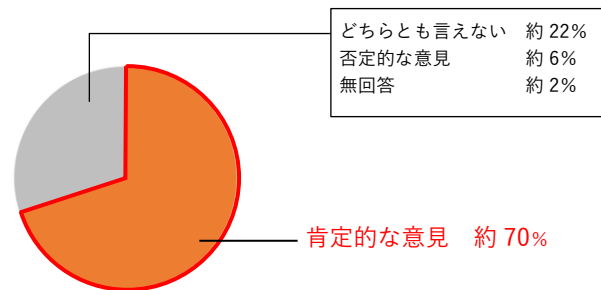 どちらとも言えない　約 22%
否定的な意見　約 6%
無回答　約 2%
肯定的な意見　約 70%